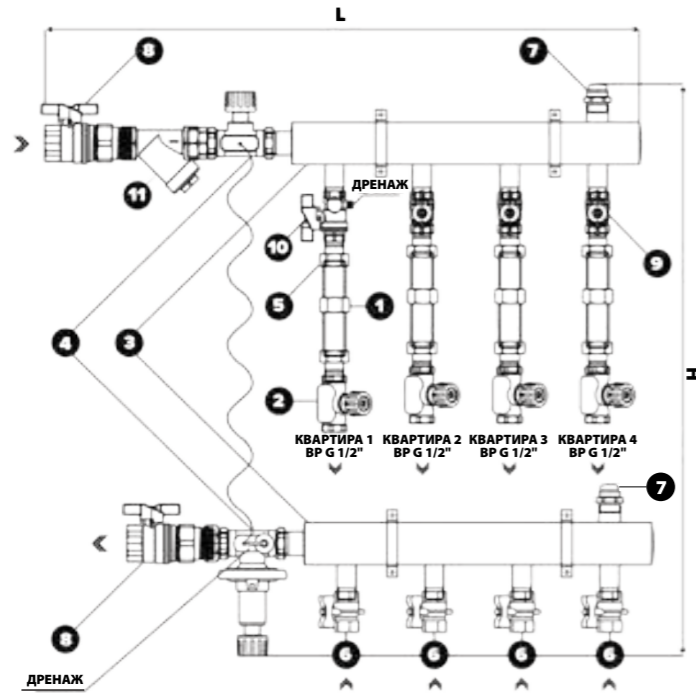 L
8
7
11
ДРЕНАЖ
10
9
5
1
4
3
H
2
КВАРТИРА 1 КВАРТИРА 2 КВАРТИРА 3 КВАРТИРА 4
ВР G 1/2" ВР G 1/2" ВР G 1/2" ВР G 1/2"
7
8
6 6 6 6
ДРЕНАЖ